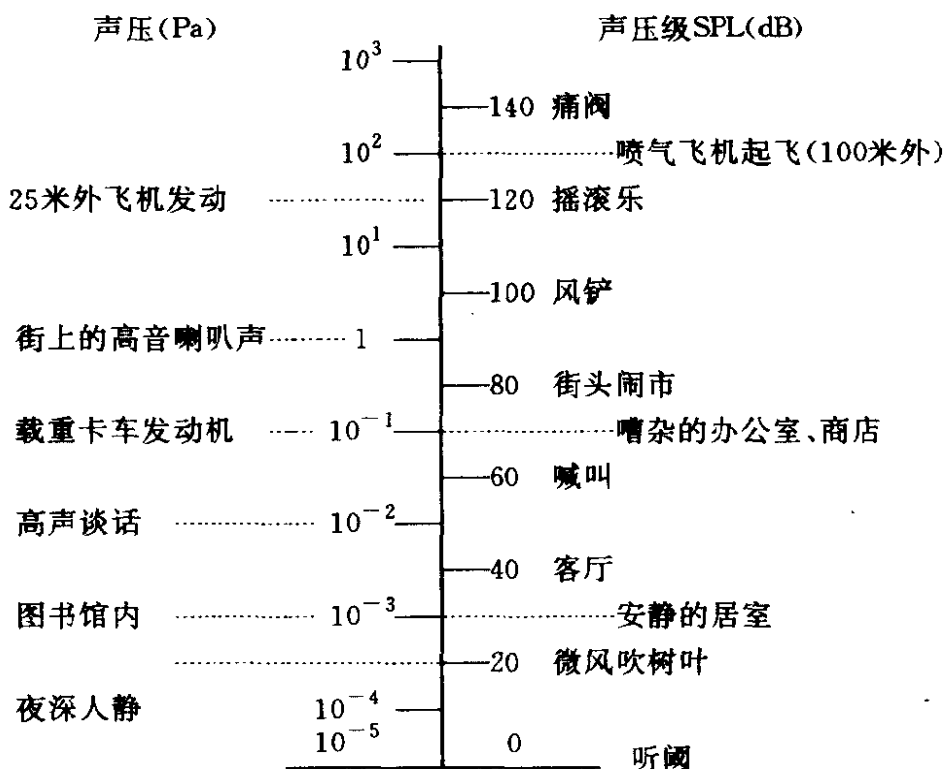 声压(Pa) 声压级SPL(dB)
10³
140 痛阀
10² 喷气飞机起飞(100米外)
25米外飞机发动 120 摇滚乐
10¹
100 风铲
街上的高音喇叭声 1
80 街头闹市
载重卡车发动机 10⁻¹ 嘈杂的办公室、商店
60 喊叫
高声谈话 10⁻²
40 客厅
图书馆内 10⁻³ 安静的居室
20 微风吹树叶
夜深人静 10⁻⁴
10⁻⁵ 0 听阈